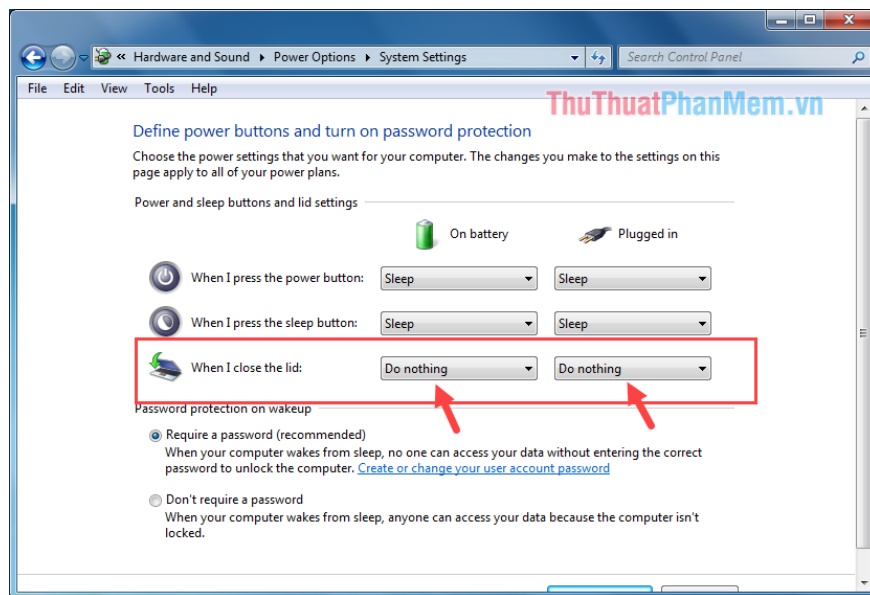 « Hardware and Sound ▸ Power Options ▸ System Settings
Search Control Panel
File Edit View Tools Help
ThuThuatPhanMem.vn
Define power buttons and turn on password protection
Choose the power settings that you want for your computer. The changes you make to the settings on this
page apply to all of your power plans.
Power and sleep buttons and lid settings
On battery
Plugged in
When I press the power button: Sleep Sleep
When I press the sleep button: Sleep Sleep
When I close the lid: Do nothing Do nothing
Password protection on wakeup
Require a password (recommended)
When your computer wakes from sleep, no one can access your data without entering the correct
password to unlock the computer. Create or change your user account password
Don't require a password
When your computer wakes from sleep, anyone can access your data because the computer isn't
locked.